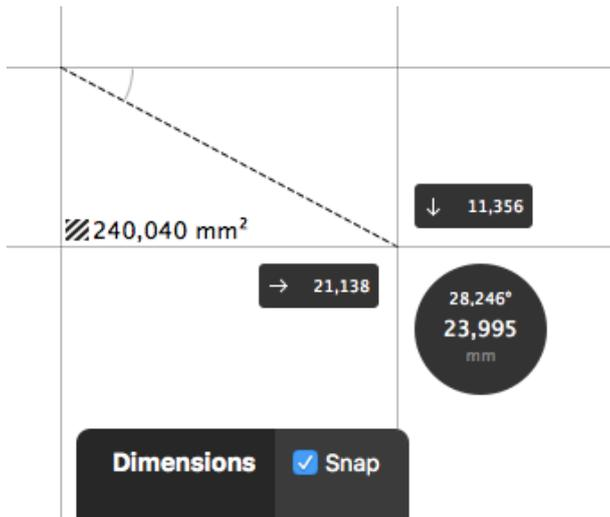 ↓ 11,356
240,040 mm²
→ 21,138
28,246°
23,995
mm
Dimensions
Snap